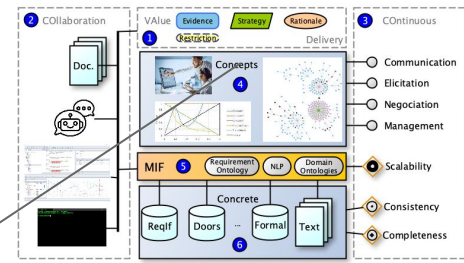 2 COllaboration
VAlue
Evidence
Strategy
Rationale
1
Restriction
Delivery
3 COntinuous
Doc.
Concepts
4
Communication
Elicitation
Negociation
Management
MIF
5
Requirement
Ontology
NLP
Domain
Ontologies
Scalability
Concrete
ReqIf
Doors
...
Formal
Text
6
Consistency
Completeness